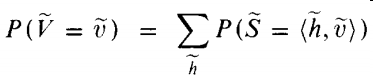 P(Ṽ = ṽ) = ∑_h̃ P(S̃ = ⟨h̃, ṽ⟩)